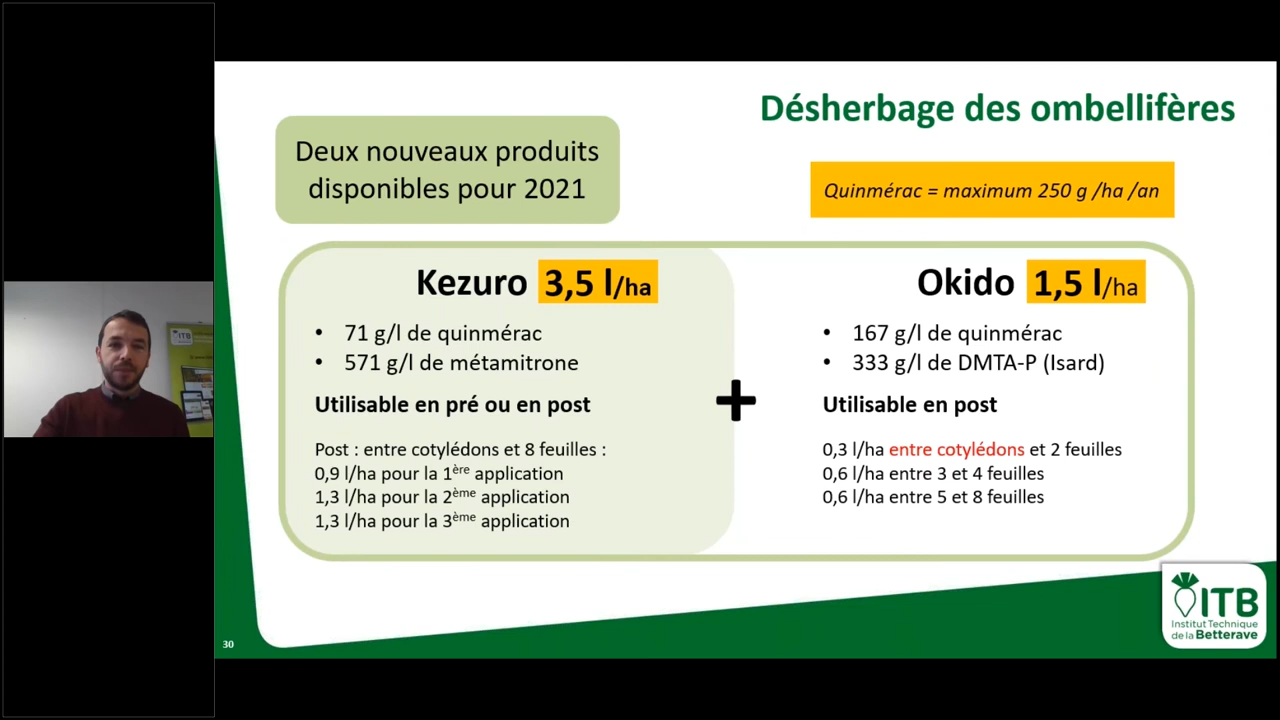 Désherbage des ombellifères
Deux nouveaux produits
disponibles pour 2021
Quinmérac = maximum 250 g /ha /an
Kezuro 3,5 l/ha
• 71 g/l de quinmérac
• 571 g/l de métamitrone
Utilisable en pré ou en post
Post : entre cotylédons et 8 feuilles :
0,9 l/ha pour la 1ère application
1,3 l/ha pour la 2ème application
1,3 l/ha pour la 3ème application
+
Okido 1,5 l/ha
• 167 g/l de quinmérac
• 333 g/l de DMTA-P (Isard)
Utilisable en post
0,3 l/ha entre cotylédons et 2 feuilles
0,6 l/ha entre 3 et 4 feuilles
0,6 l/ha entre 5 et 8 feuilles
ITB
Institut Technique
de la Betterave
30
ITB